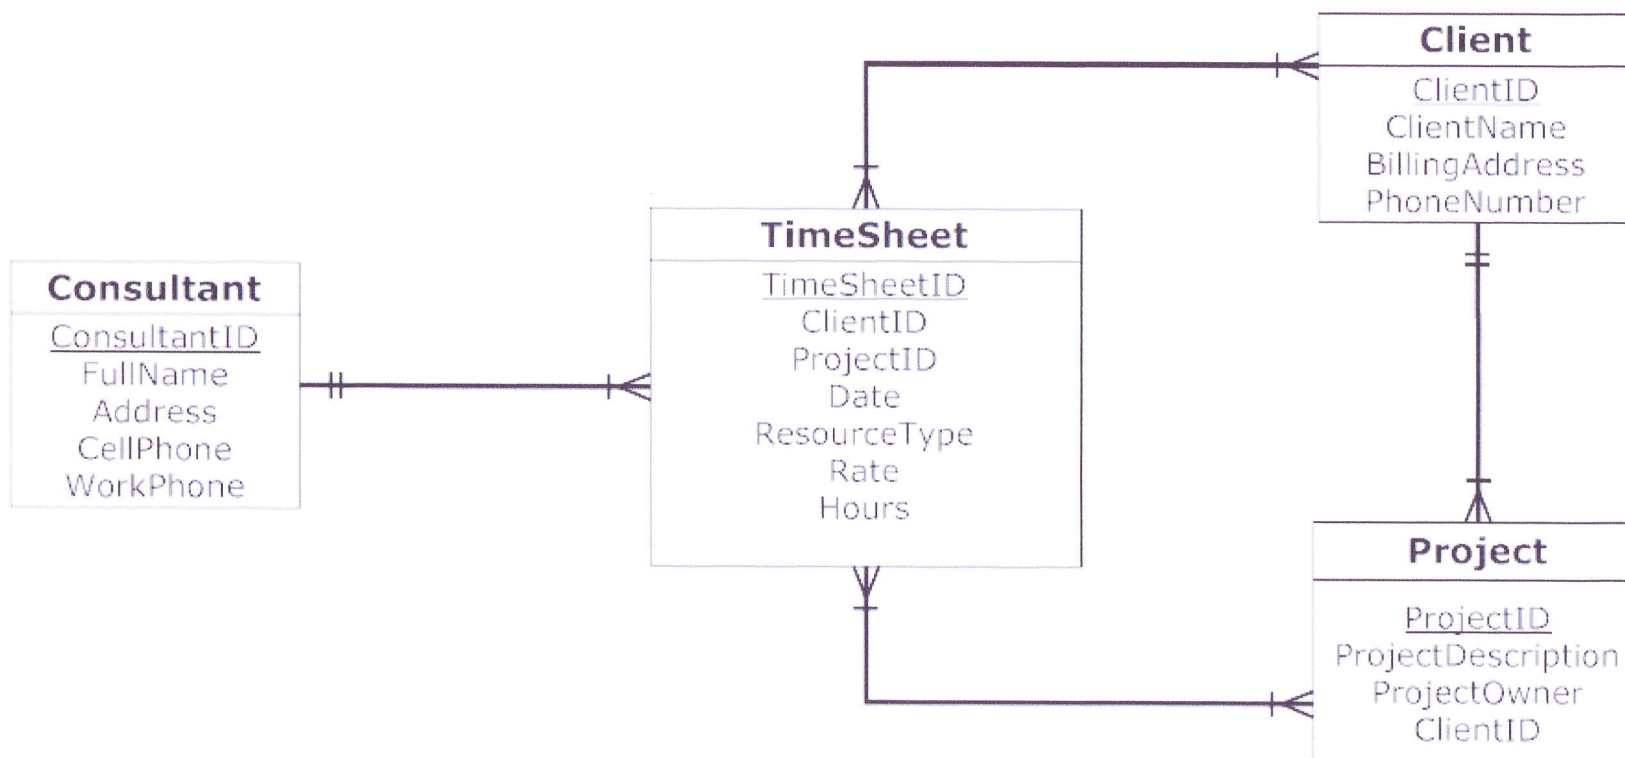 Client
ClientID
ClientName
BillingAddress
PhoneNumber
TimeSheet
TimeSheetID
ClientID
ProjectID
Date
ResourceType
Rate
Hours
Consultant
ConsultantID
FullName
Address
CellPhone
WorkPhone
Project
ProjectID
ProjectDescription
ProjectOwner
ClientID